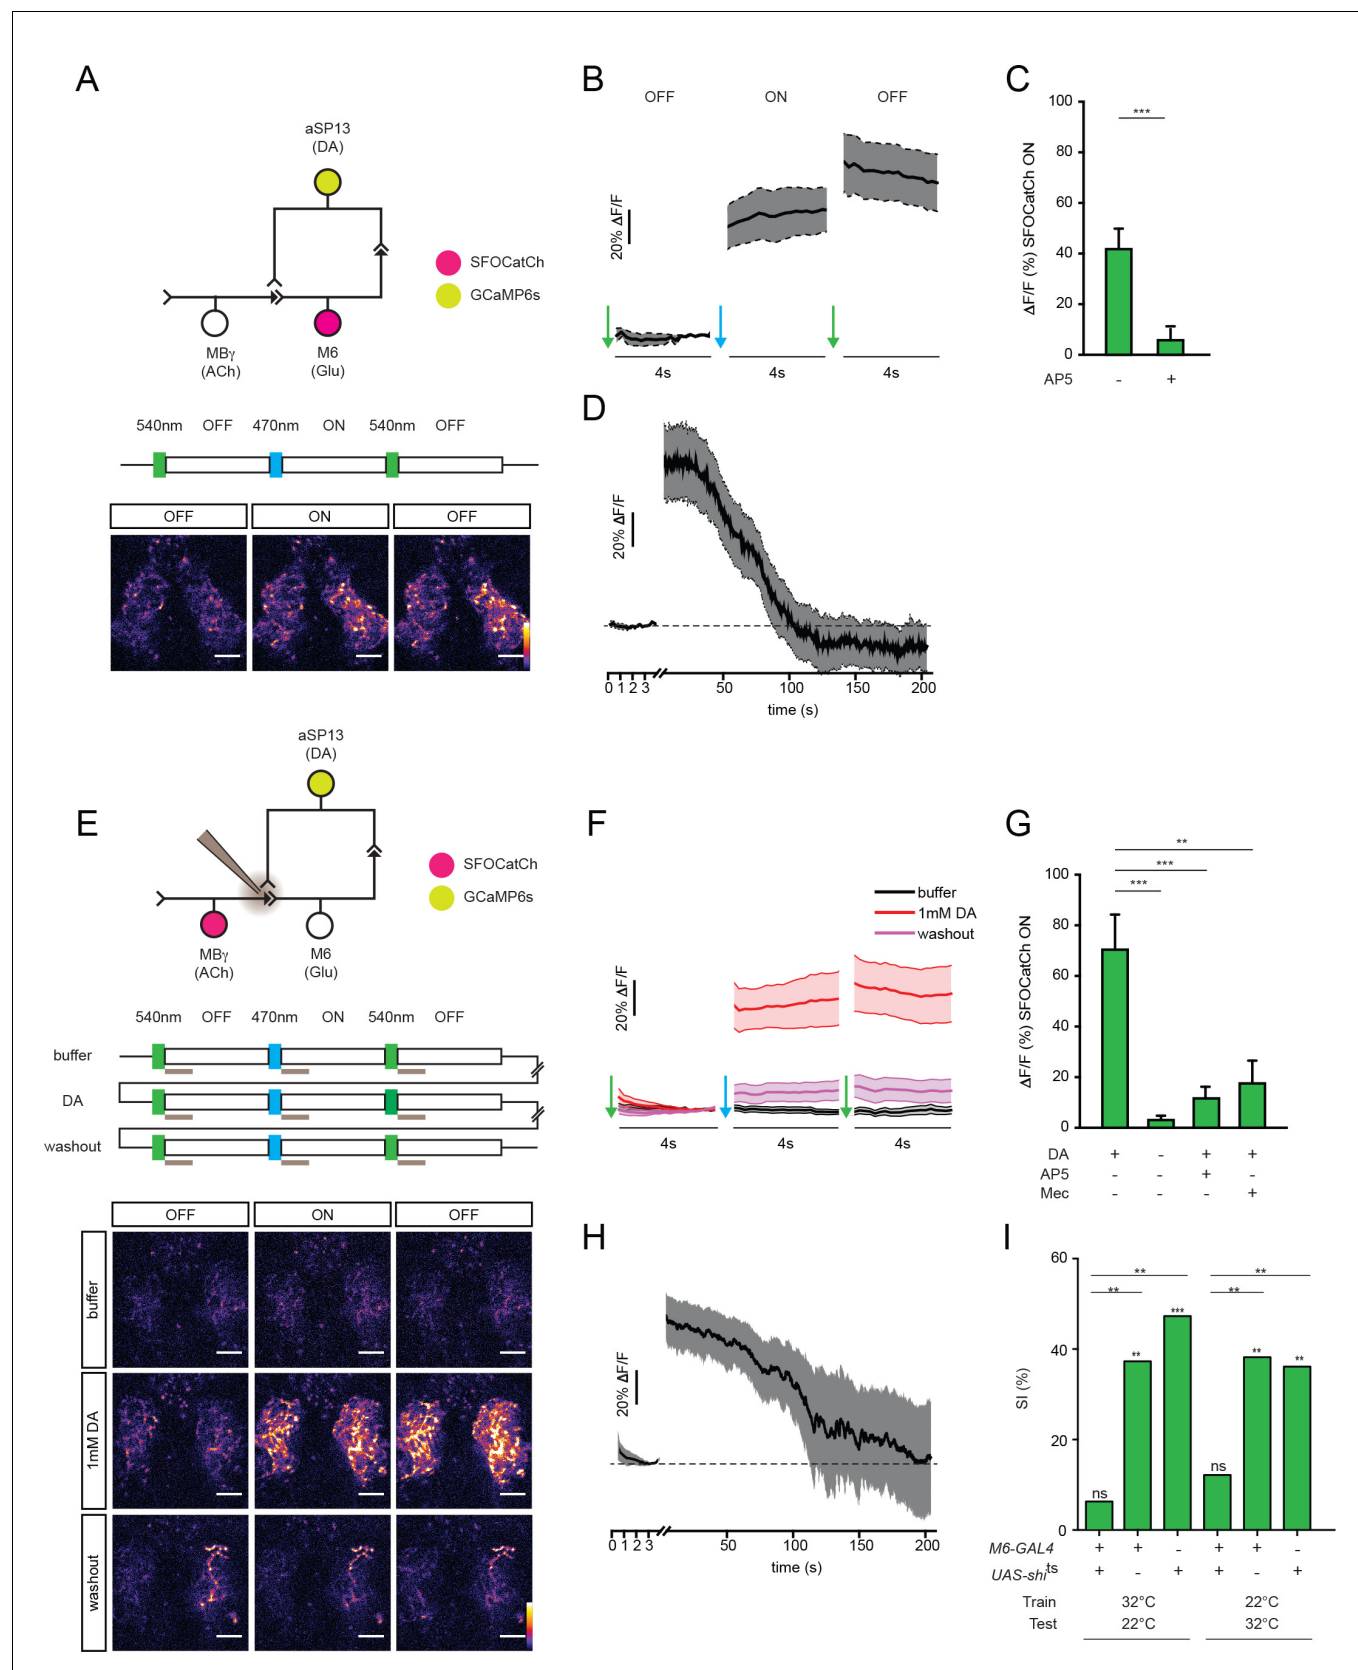 A
aSP13
(DA)
SFOCatCh
GCaMP6s
MBγ
(ACh)
M6
(Glu)
540nm OFF 470nm ON 540nm OFF
OFF ON OFF
B
OFF ON OFF
20% ΔF/F
4s 4s 4s
C
ΔF/F (%) SFOCatCh ON
100
80
60
40
20
0
***
AP5 - +
D
20% ΔF/F
0 1 2 3 50 100 150 200
time (s)
E
aSP13
(DA)
SFOCatCh
GCaMP6s
MBγ
(ACh)
M6
(Glu)
540nm OFF 470nm ON 540nm OFF
buffer
DA
washout
OFF ON OFF
buffer
1mM DA
washout
F
buffer
1mM DA
washout
20% ΔF/F
4s 4s 4s
G
ΔF/F (%) SFOCatCh ON
100
80
60
40
20
0
**
***
***
DA + - + +
AP5 - - + -
Mec - - - +
H
20% ΔF/F
0 1 2 3 50 100 150 200
time (s)
I
SI (%)
60
40
20
0
** **
** **
ns ** *** ns ** **
M6-GAL4 + + - + + -
UAS-shi^ts + - + + - +
Train 32°C 22°C
Test 22°C 32°C